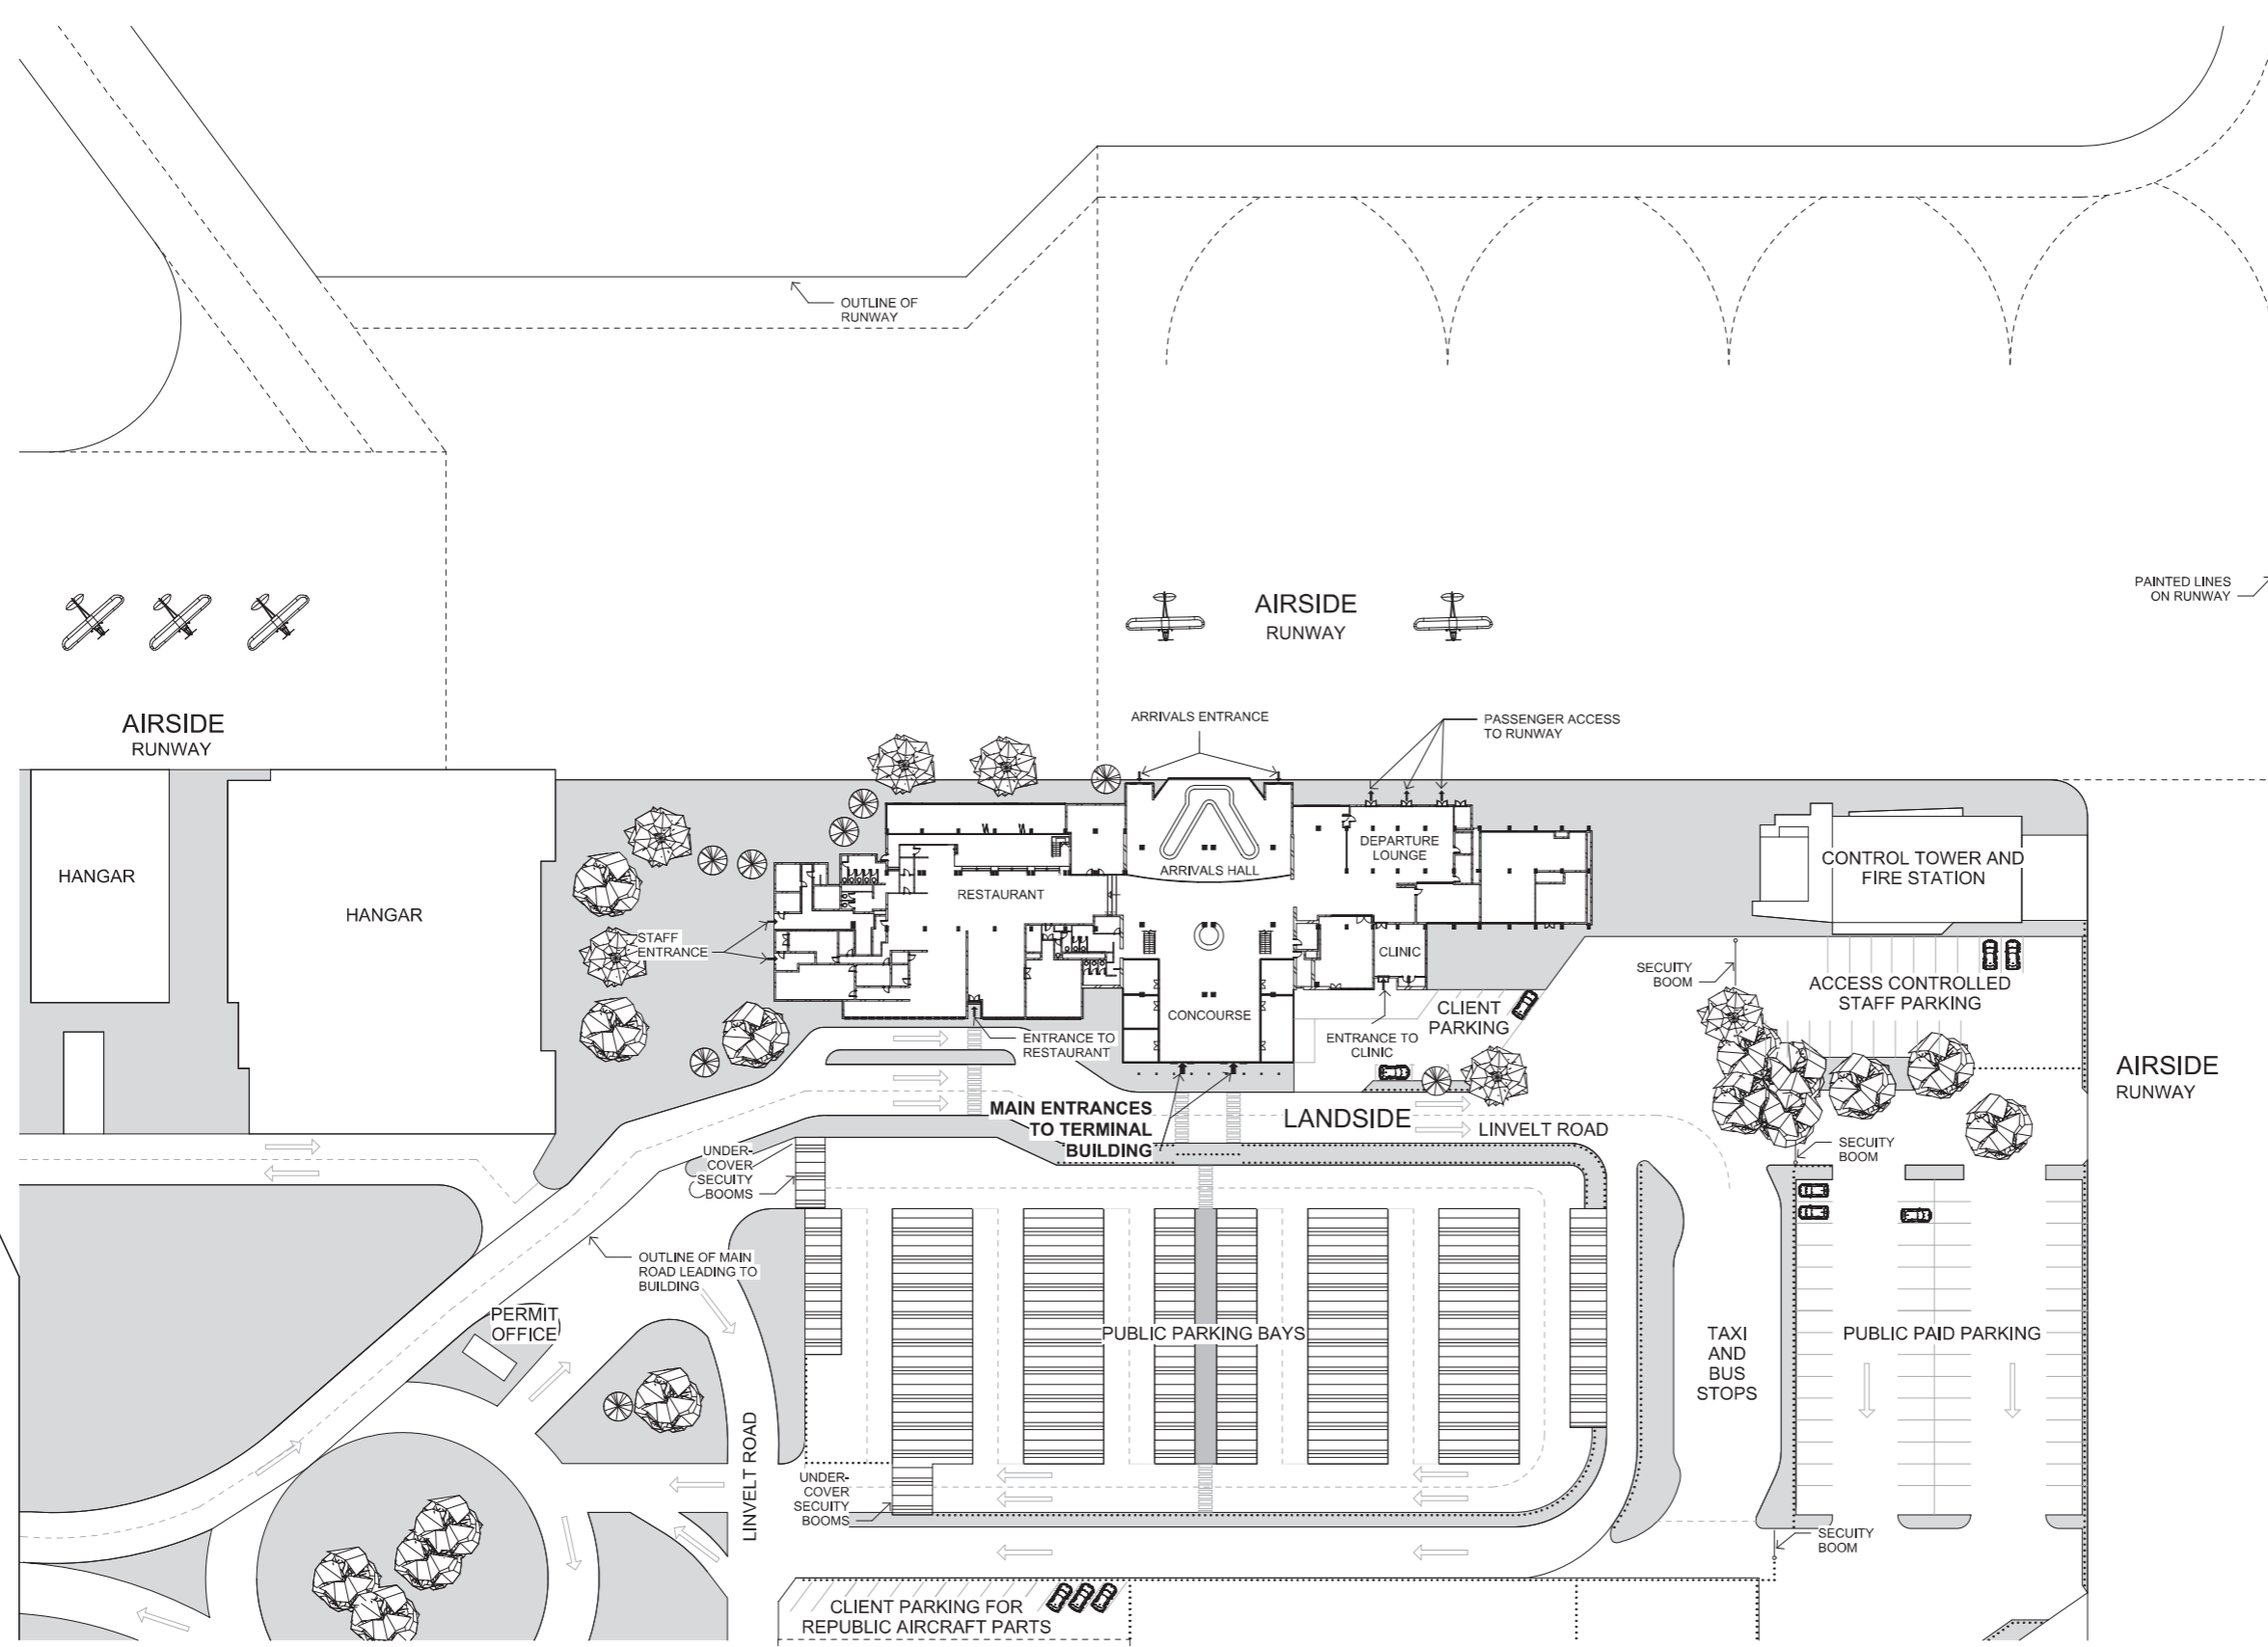 OUTLINE OF
RUNWAY
PAINTED LINES
ON RUNWAY
AIRSIDE
RUNWAY
AIRSIDE
RUNWAY
ARRIVALS ENTRANCE
PASSENGER ACCESS
TO RUNWAY
HANGAR
HANGAR
RESTAURANT
ARRIVALS HALL
DEPARTURE
LOUNGE
CONTROL TOWER AND
FIRE STATION
STAFF
ENTRANCE
CLINIC
SECUITY
BOOM
ACCESS CONTROLLED
STAFF PARKING
CONCOURSE
CLIENT
PARKING
ENTRANCE TO
RESTAURANT
ENTRANCE TO
CLINIC
AIRSIDE
RUNWAY
MAIN ENTRANCES
TO TERMINAL
BUILDING
LANDSIDE
LINVELT ROAD
SECUITY
BOOM
UNDER-
COVER
SECUITY
BOOMS
OUTLINE OF MAIN
ROAD LEADING TO
BUILDING
PERMIT
OFFICE
PUBLIC PARKING BAYS
TAXI
AND
BUS
STOPS
PUBLIC PAID PARKING
LINVELT ROAD
UNDER-
COVER
SECUITY
BOOMS
SECUITY
BOOM
CLIENT PARKING FOR
REPUBLIC AIRCRAFT PARTS